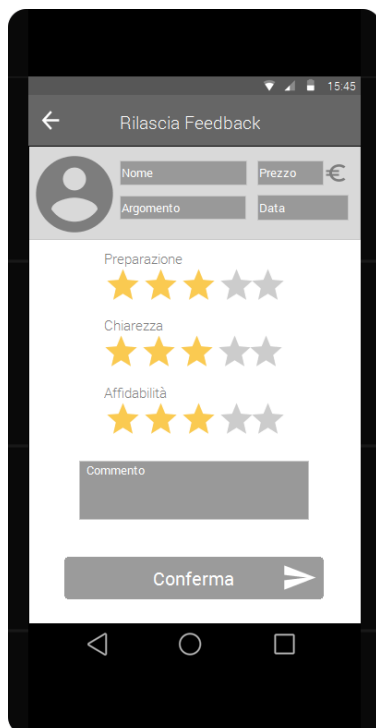 15:45
Rilascia Feedback
Nome Prezzo €
Argomento Data
Preparazione
Chiarezza
Affidabilità
Commento
Conferma